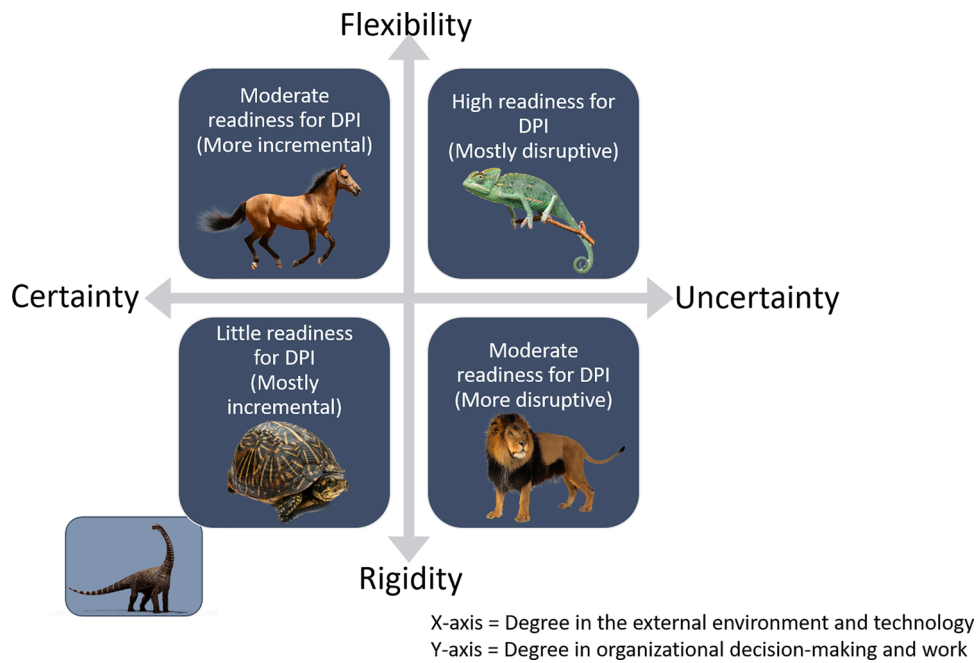 Flexibility
Moderate
readiness for DPI
(More incremental)
High readiness for
DPI
(Mostly disruptive)
Certainty
Uncertainty
Little readiness
for DPI
(Mostly
incremental)
Moderate
readiness for DPI
(More disruptive)
Rigidity
X-axis = Degree in the external environment and technology
Y-axis = Degree in organizational decision-making and work